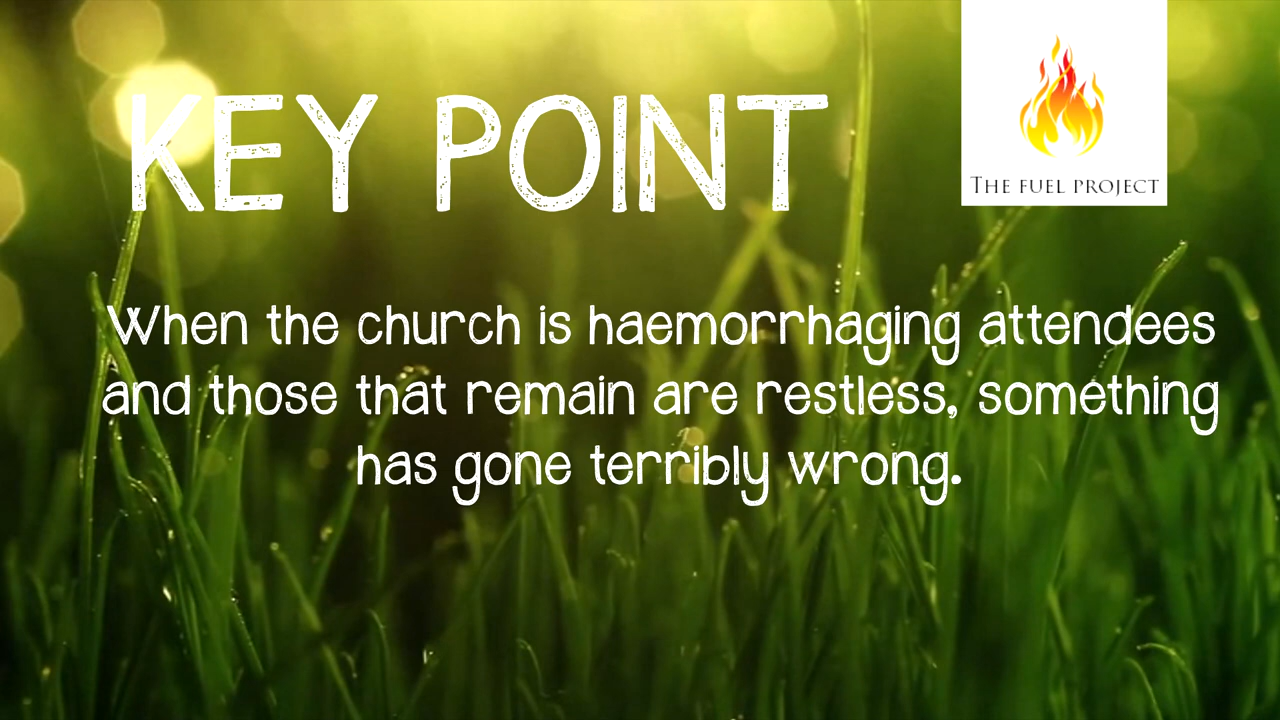 KEY POINT
THE FUEL PROJECT
When the church is haemorrhaging attendees
and those that remain are restless, something
has gone terribly wrong.